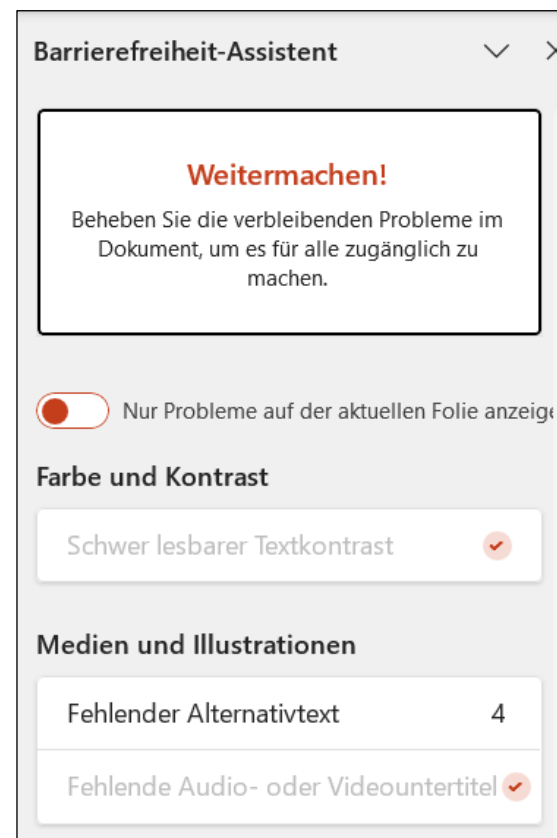 Barrierefreiheit-Assistent
Weitermachen!
Beheben Sie die verbleibenden Probleme im
Dokument, um es für alle zugänglich zu
machen.
Nur Probleme auf der aktuellen Folie anzeige
Farbe und Kontrast
Schwer lesbarer Textkontrast
Medien und Illustrationen
Fehlender Alternativtext 4
Fehlende Audio- oder Videountertitel